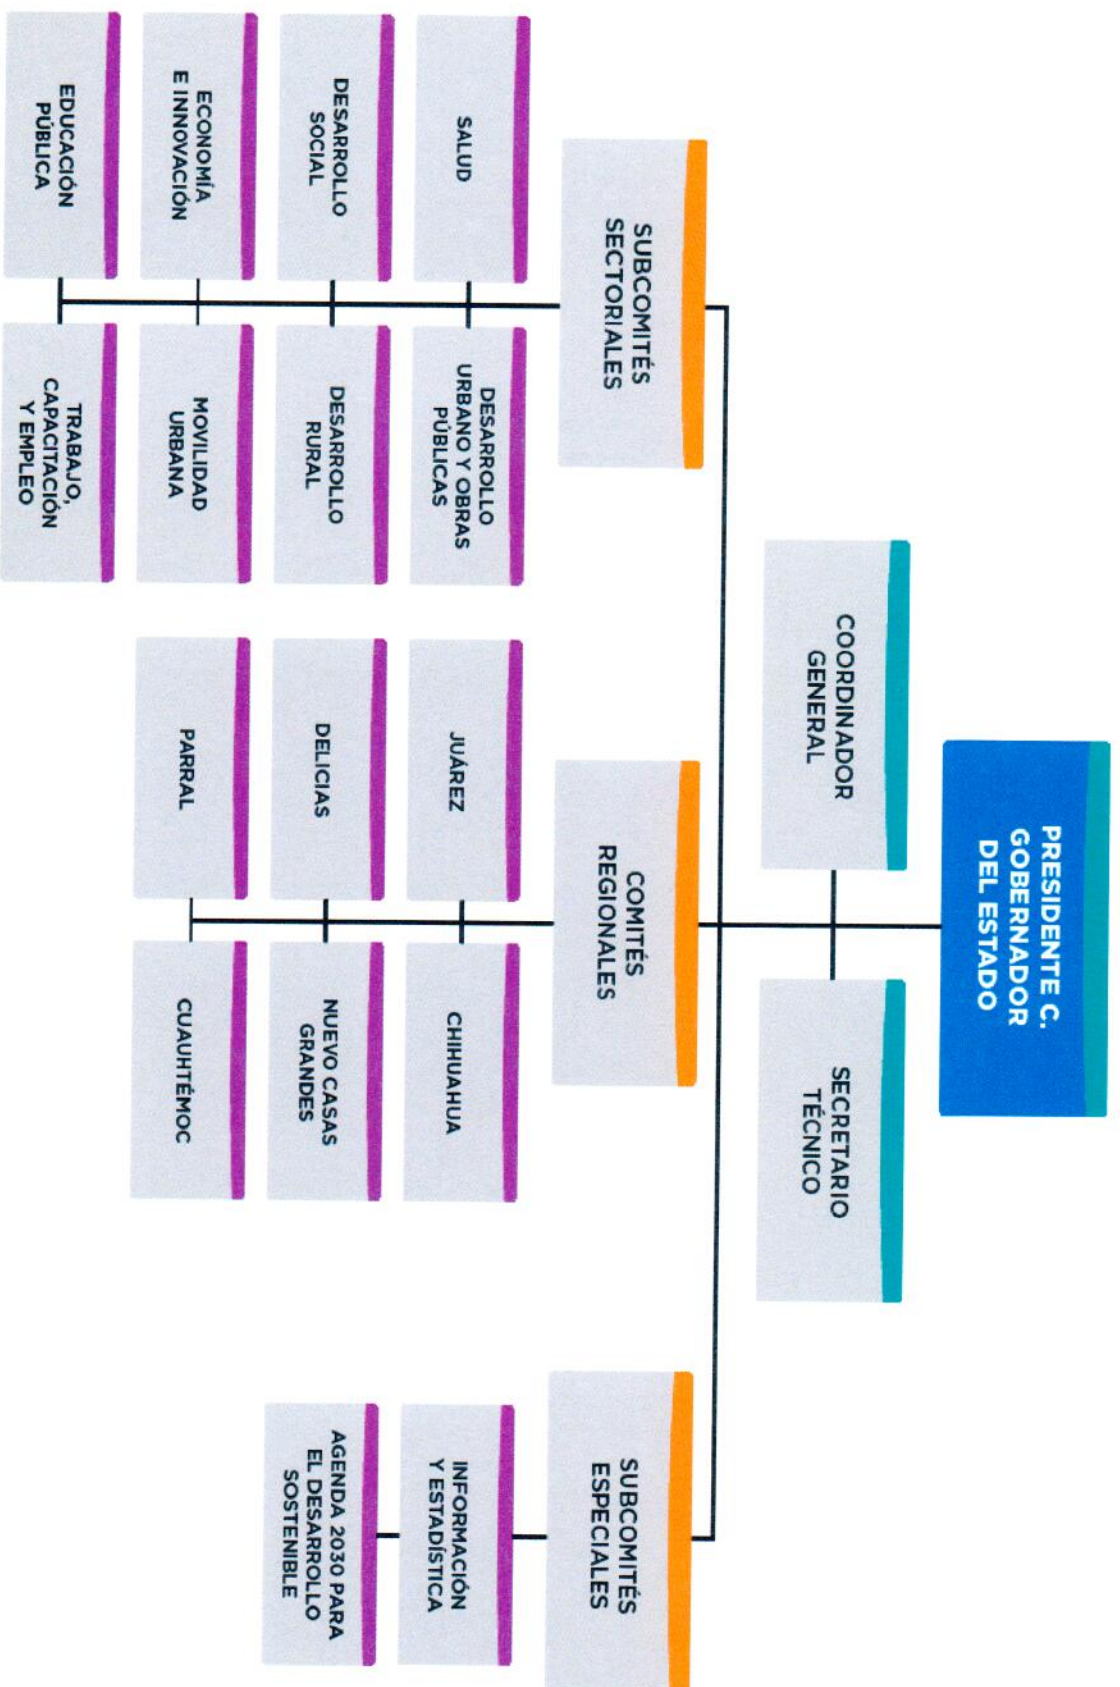 PRESIDENTE C.
GOBERNADOR
DEL ESTADO
COORDINADOR
GENERAL
SECRETARIO
TÉCNICO
SUBCOMITÉS
SECTORIALES
COMITÉS
REGIONALES
SUBCOMITÉS
ESPECIALES
SALUD
DESARROLLO
URBANO Y OBRAS
PÚBLICAS
DESARROLLO
SOCIAL
DESARROLLO
RURAL
ECONOMÍA
E INNOVACIÓN
MOVILIDAD
URBANA
EDUCACIÓN
PÚBLICA
TRABAJO,
CAPACITACIÓN
Y EMPLEO
JUÁREZ
CHIHUAHUA
DELICIAS
NUEVO CASAS
GRANDES
PARRAL
CUAUHTÉMOC
INFORMACIÓN
Y ESTADÍSTICA
AGENDA 2030 PARA
EL DESARROLLO
SOSTENIBLE